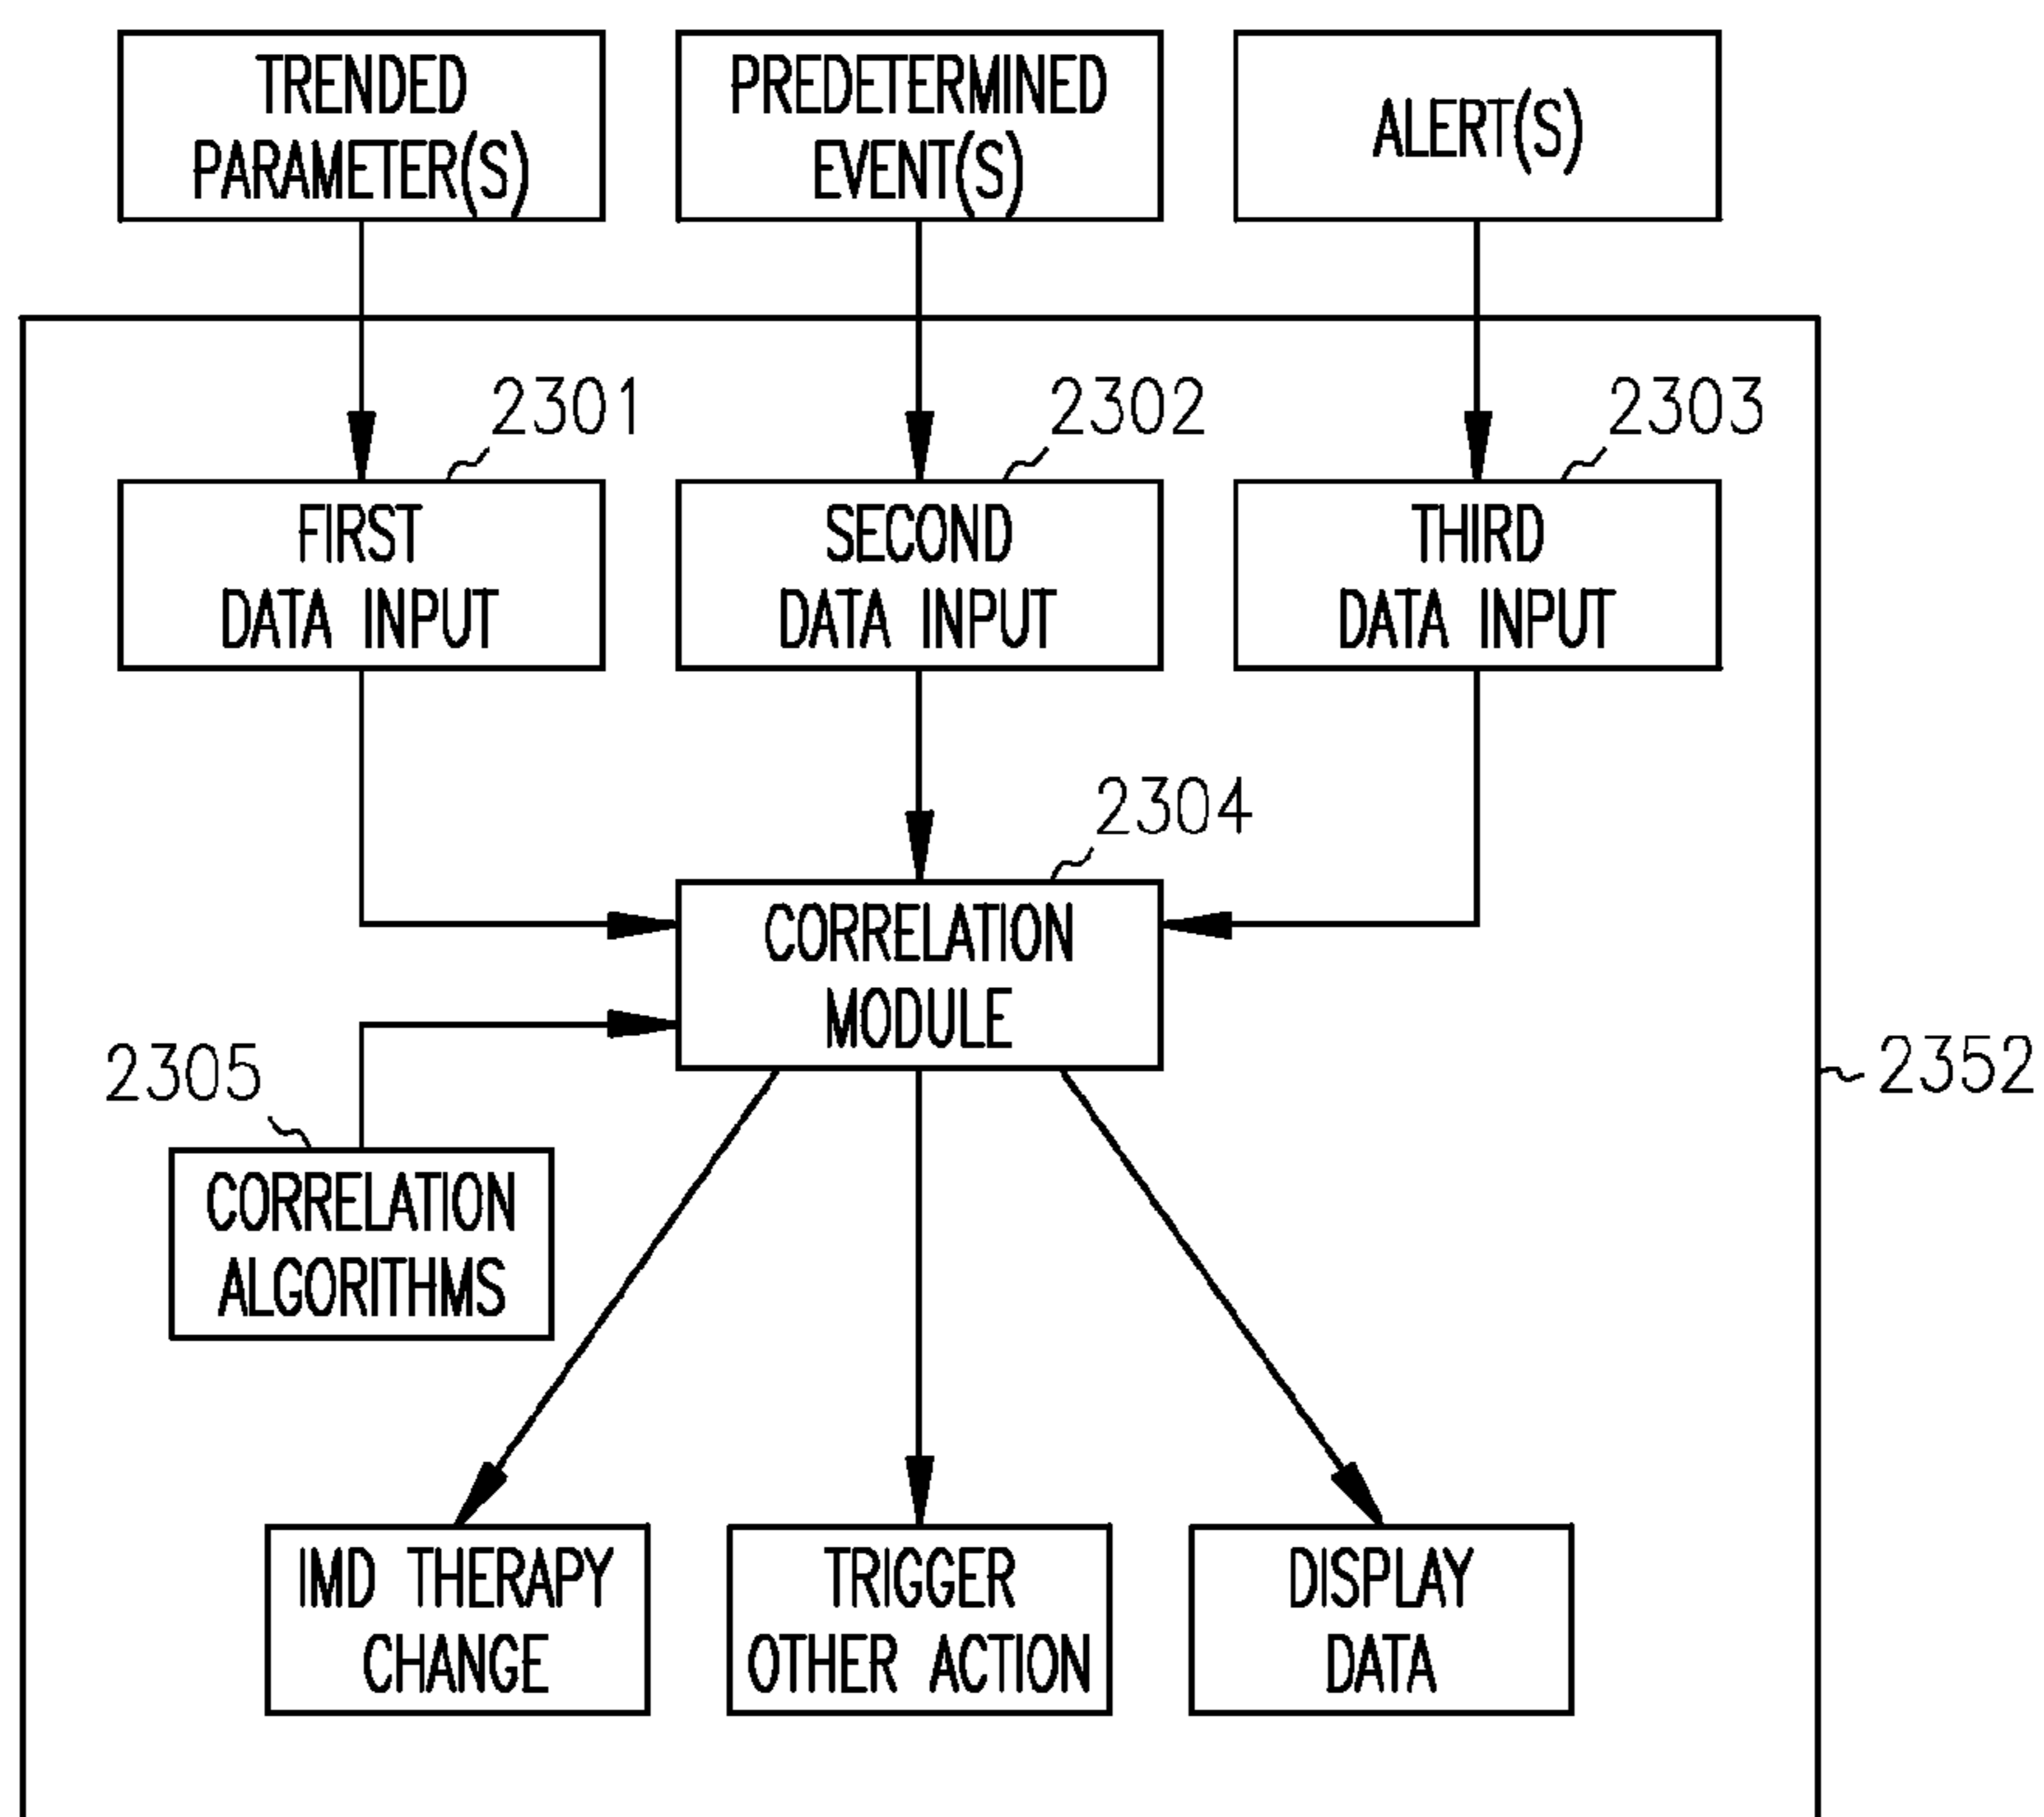 TRENDED
PARAMETER(S)
PREDETERMINED
EVENT(S)
ALERT(S)
2301
2302
2303
FIRST
DATA INPUT
SECOND
DATA INPUT
THIRD
DATA INPUT
2304
CORRELATION
MODULE
2305
2352
CORRELATION
ALGORITHMS
IMD THERAPY
CHANGE
TRIGGER
OTHER ACTION
DISPLAY
DATA